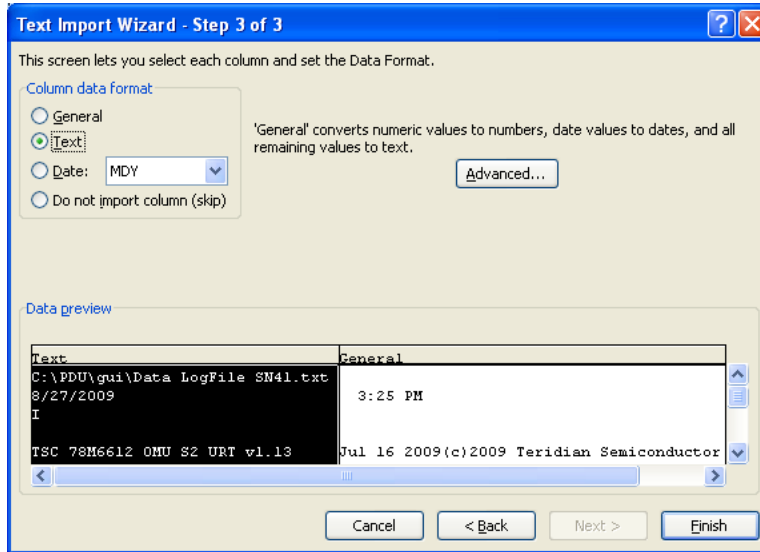 Text Import Wizard - Step 3 of 3
This screen lets you select each column and set the Data Format.
Column data format
General
Text
Date: MDY
Do not import column (skip)
'General' converts numeric values to numbers, date values to dates, and all
remaining values to text.
Advanced...
Data preview
Text General
C:\PDU\gui\Data LogFile SN41.txt
8/27/2009 3:25 PM
I
TSC 78M6612 OMU S2 URT v1.13 Jul 16 2009(c)2009 Teridian Semiconductor
Cancel < Back Next > Finish